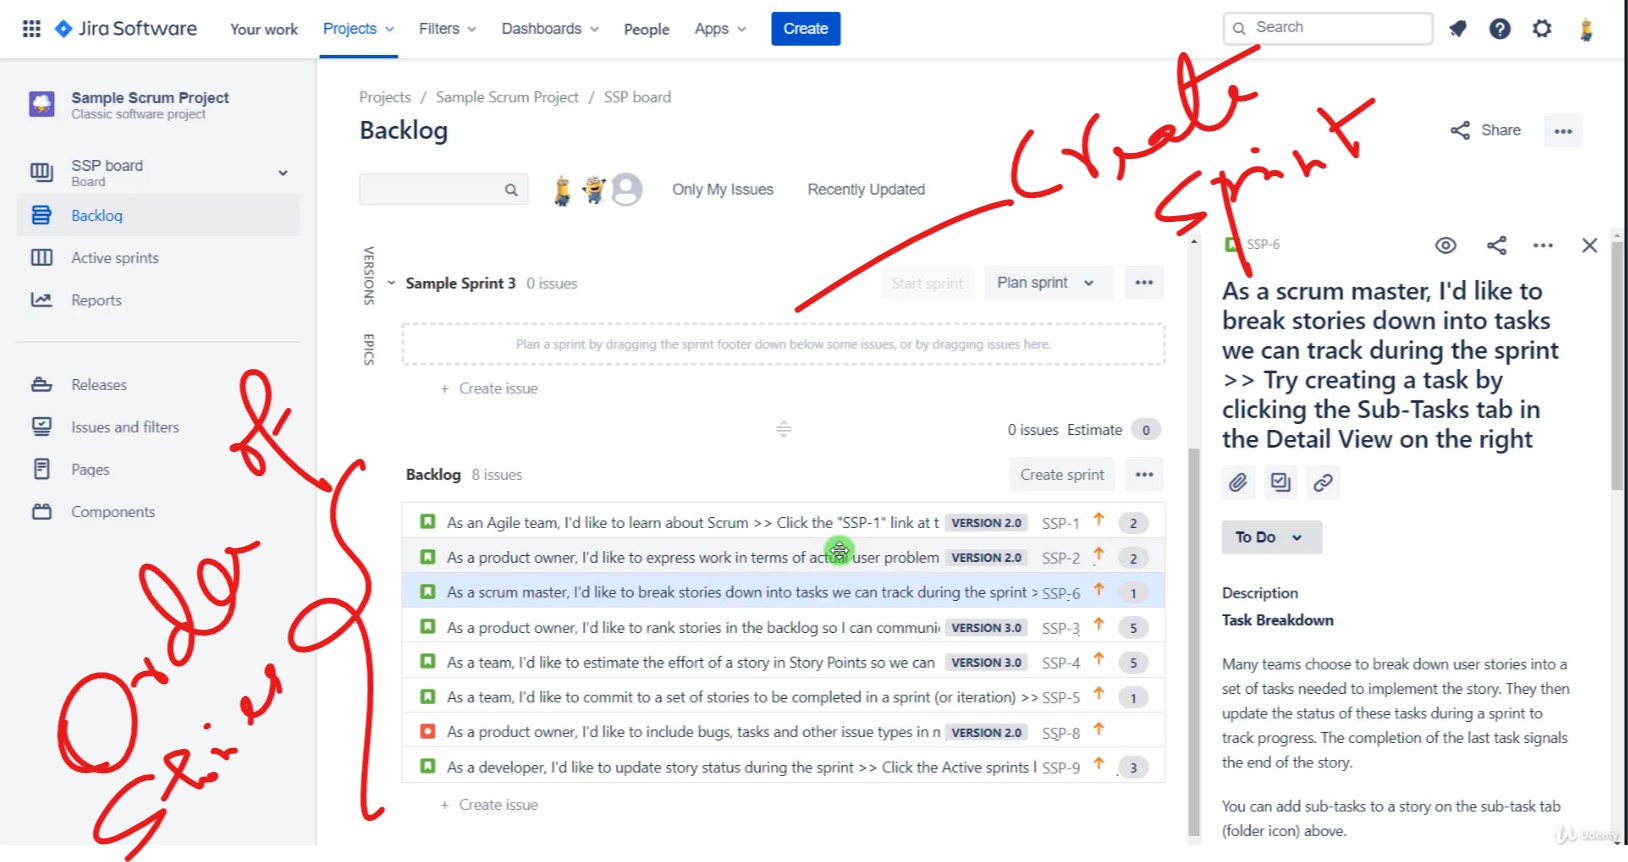 Jira Software Your work Projects Filters Dashboards People Apps Create Search
Sample Scrum Project
Classic software project
SSP board
Board
Backlog
Active sprints
Reports
Releases
Issues and filters
Pages
Components
Projects / Sample Scrum Project / SSP board
Backlog
Share
Only My Issues Recently Updated
Create
Sprint
VERSIONS
EPICS
Sample Sprint 3 0 issues Start sprint Plan sprint
Plan a sprint by dragging the sprint footer down below some issues, or by dragging issues here.
+ Create issue
0 issues Estimate 0
Backlog 8 issues Create sprint
As an Agile team, I'd like to learn about Scrum >> Click the "SSP-1" link at t VERSION 2.0 SSP-1 2
As a product owner, I'd like to express work in terms of actual user problem VERSION 2.0 SSP-2 2
As a scrum master, I'd like to break stories down into tasks we can track during the sprint > SSP-6 1
As a product owner, I'd like to rank stories in the backlog so I can communi VERSION 3.0 SSP-3 5
As a team, I'd like to estimate the effort of a story in Story Points so we can VERSION 3.0 SSP-4 5
As a team, I'd like to commit to a set of stories to be completed in a sprint (or iteration) >> SSP-5 1
As a product owner, I'd like to include bugs, tasks and other issue types in n VERSION 2.0 SSP-8
As a developer, I'd like to update story status during the sprint >> Click the Active sprints l SSP-9 3
+ Create issue
Order of
SSP-6
As a scrum master, I'd like to
break stories down into tasks
we can track during the sprint
>> Try creating a task by
clicking the Sub-Tasks tab in
the Detail View on the right
To Do
Description
Task Breakdown
Many teams choose to break down user stories into a
set of tasks needed to implement the story. They then
update the status of these tasks during a sprint to
track progress. The completion of the last task signals
the end of the story.
You can add sub-tasks to a story on the sub-task tab
(folder icon) above.
Udemy